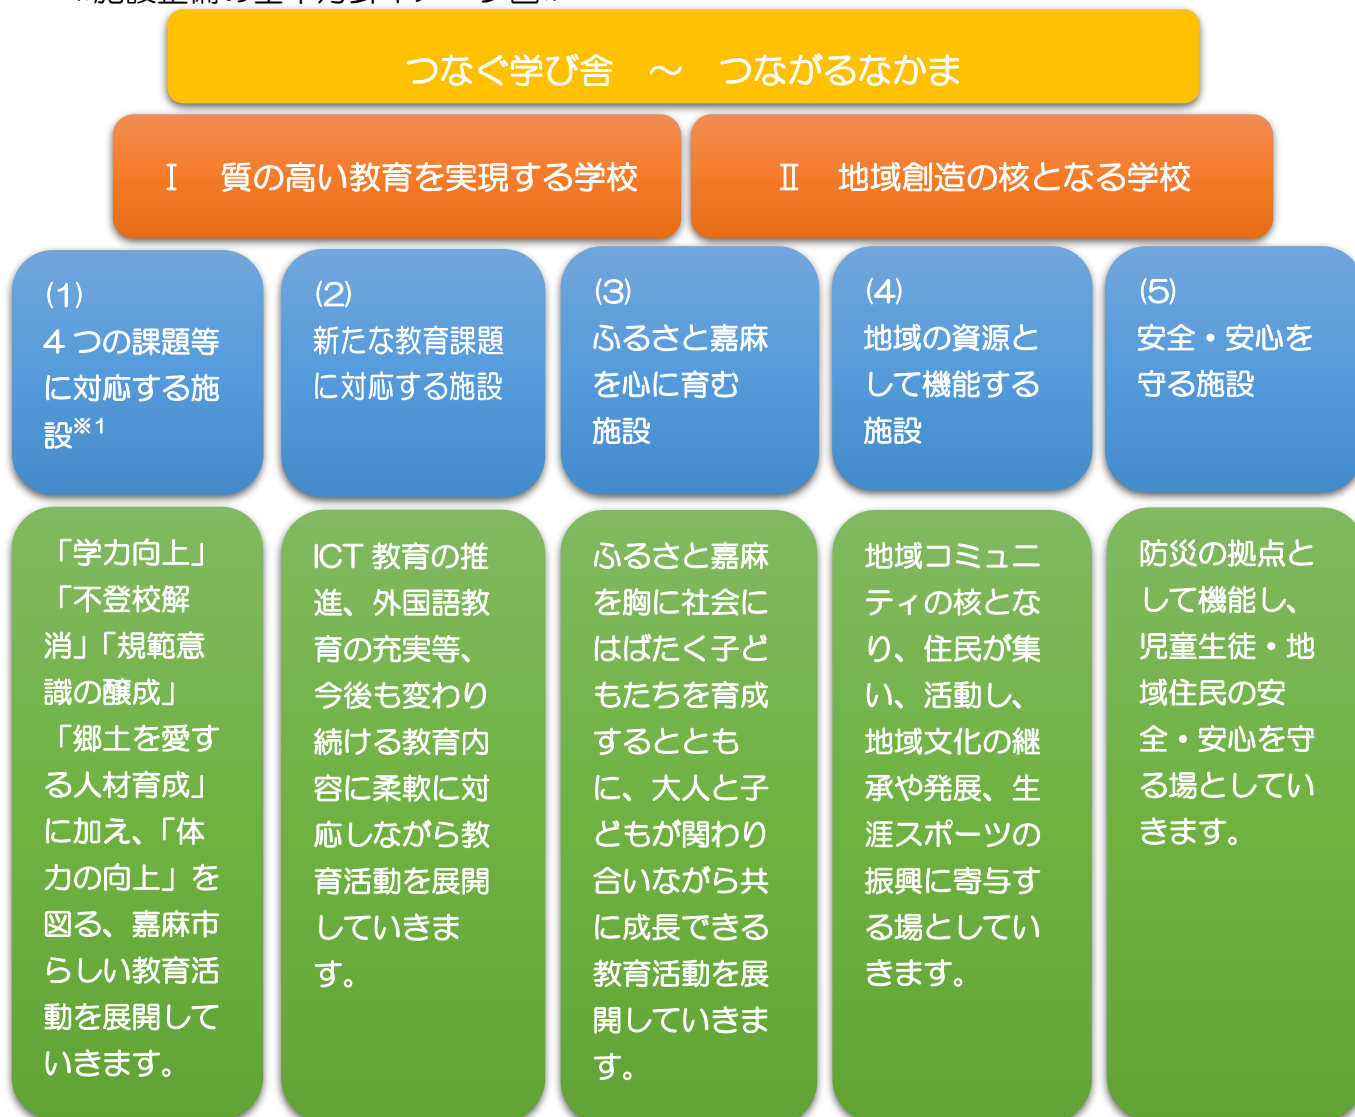 つなぐ学び舎　～　つながるなかま
Ⅰ　質の高い教育を実現する学校
Ⅱ　地域創造の核となる学校
(1)
4つの課題等
に対応する施
設※1
(2)
新たな教育課題
に対応する施設
(3)
ふるさと嘉麻
を心に育む
施設
(4)
地域の資源と
して機能する
施設
(5)
安全・安心を
守る施設
「学力向上」
「不登校解
消」「規範意
識の醸成」
「郷土を愛す
る人材育成」
に加え、「体
力の向上」を
図る、嘉麻市
らしい教育活
動を展開して
いきます。
ICT 教育の推
進、外国語教
育の充実等、
今後も変わり
続ける教育内
容に柔軟に対
応しながら教
育活動を展開
していきま
す。
ふるさと嘉麻
を胸に社会に
はばたく子ど
もたちを育成
するととも
に、大人と子
どもが関わり
合いながら共
に成長できる
教育活動を展
開していきま
す。
地域コミュニ
ティの核とな
り、住民が集
い、活動し、
地域文化の継
承や発展、生
涯スポーツの
振興に寄与す
る場としてい
きます。
防災の拠点と
して機能し、
児童生徒・地
域住民の安
全・安心を守
る場としてい
きます。